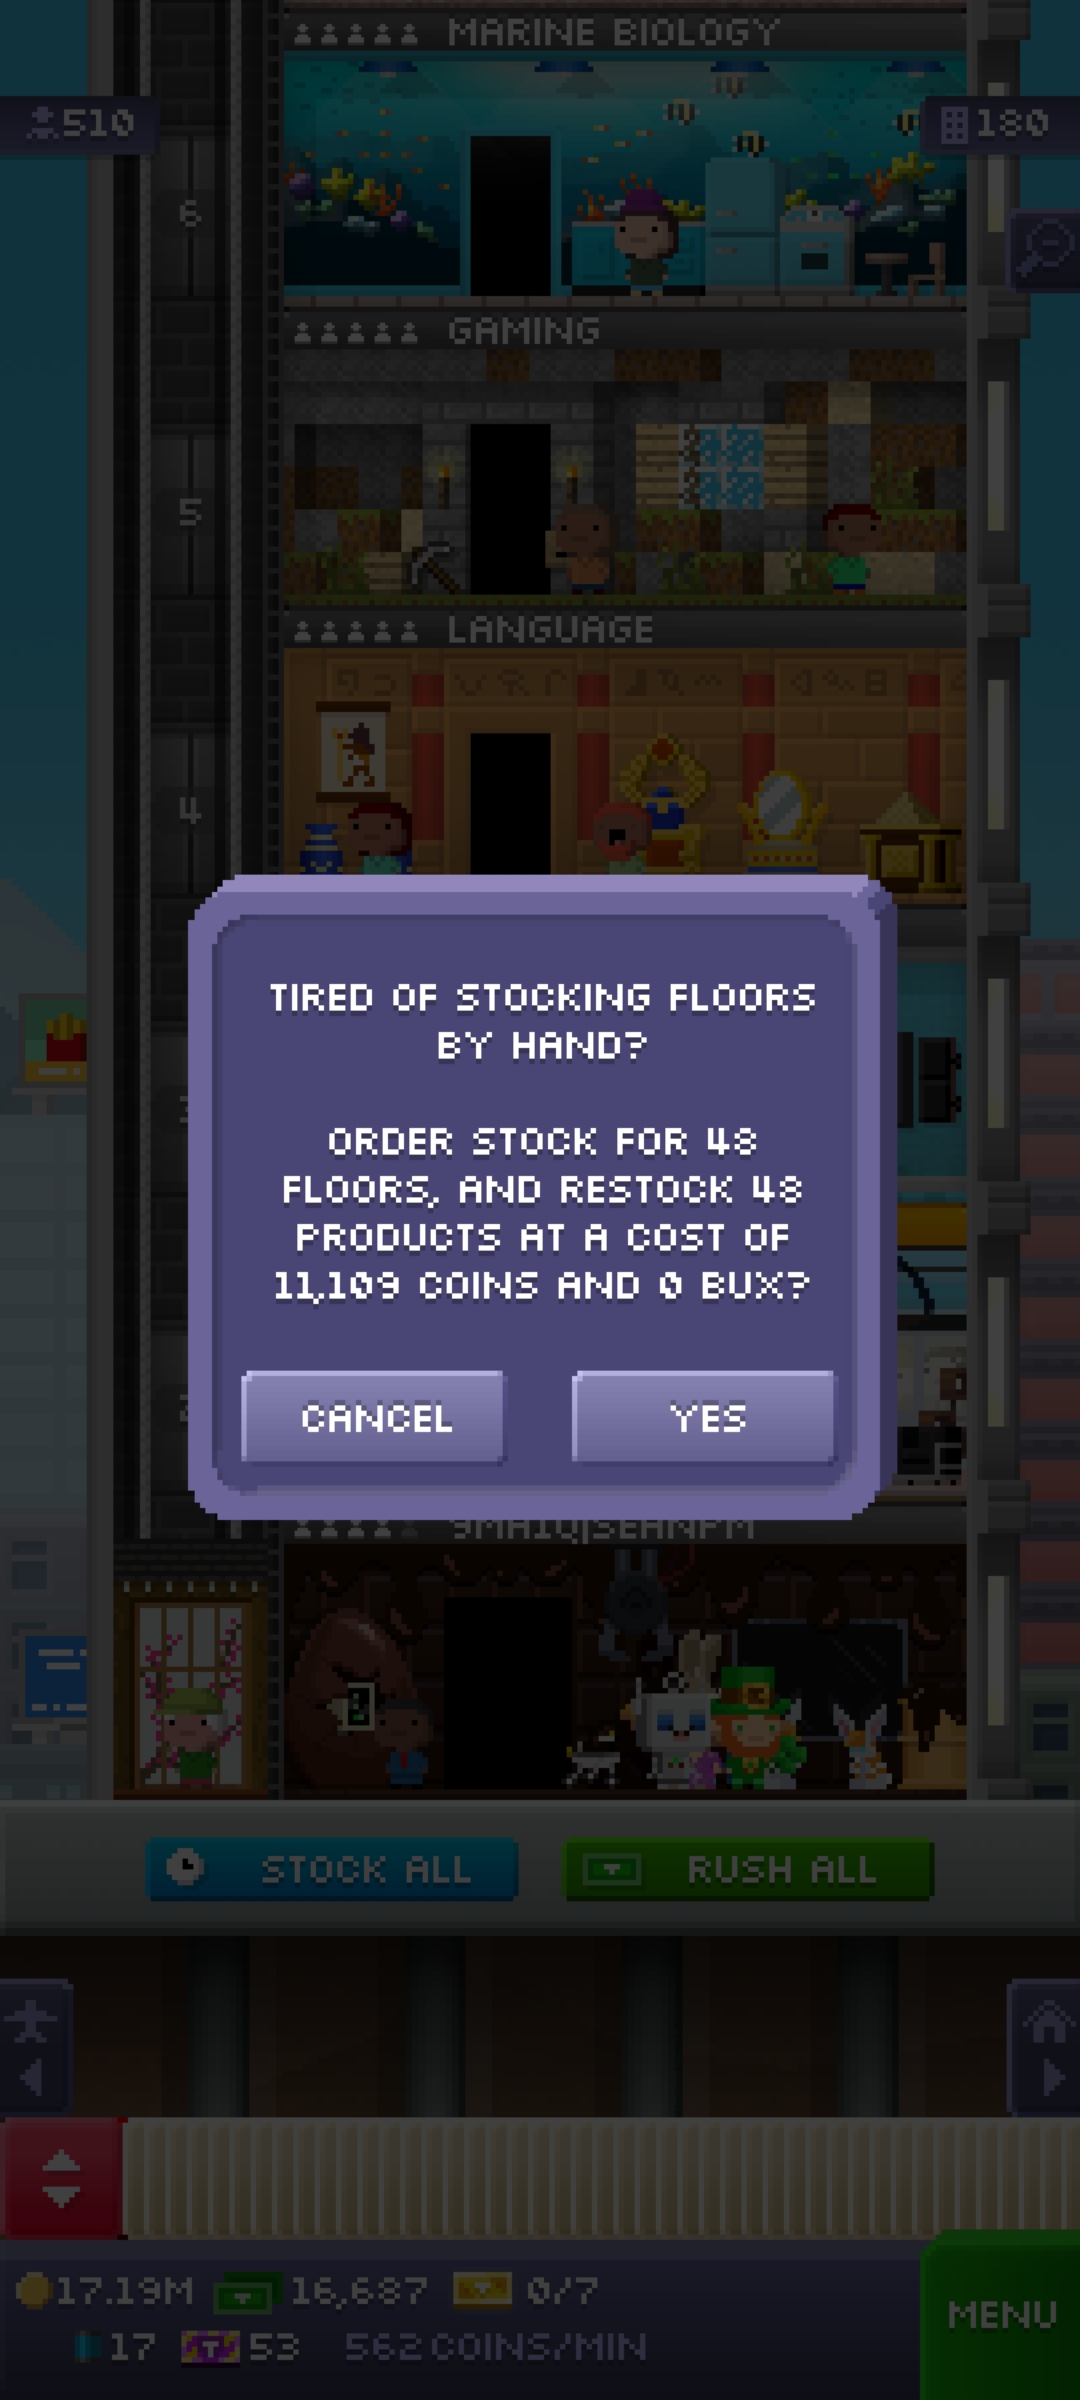 MARINE BIOLOGY
510
180
6
GAMING
5
LANGUAGE
4
TIRED OF STOCKING FLOORS
BY HAND?
ORDER STOCK FOR 48
FLOORS, AND RESTOCK 48
PRODUCTS AT A COST OF
11,109 COINS AND 0 BUX?
CANCEL
YES
STOCK ALL
RUSH ALL
17.19M
16,687
0/7
MENU
17
53
562 COINS/MIN